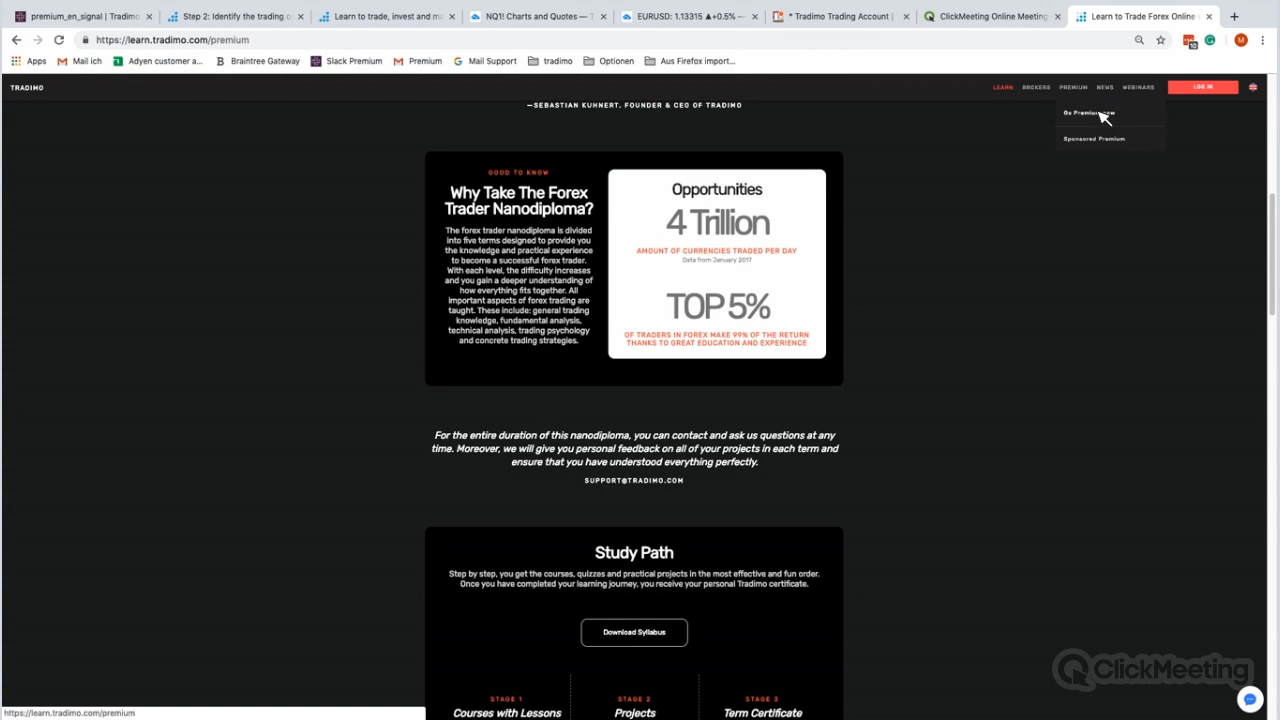 premium_en_signal | Tradimo
Step 2: Identify the trading o
Learn to trade, invest and ma
NQ1! Charts and Quotes — T
EURUSD: 1.13315 ▲+0.5% —
* Tradimo Trading Account |
ClickMeeting Online Meeting
Learn to Trade Forex Online
https://learn.tradimo.com/premium
10
M
Apps
Mail ich
Adyen customer a...
Braintree Gateway
Slack Premium
Premium
Mail Support
tradimo
Optionen
Aus Firefox import...
TRADIMO
LEARN
BROKERS
PREMIUM
NEWS
WEBINARS
LOG IN
Go Premium now
Sponsored Premium
—SEBASTIAN KUHNERT, FOUNDER & CEO OF TRADIMO
GOOD TO KNOW
Why Take The Forex
Trader Nanodiploma?
The forex trader nanodiploma is divided
into five terms designed to provide you
the knowledge and practical experience
to become a successful forex trader.
With each level, the difficulty increases
and you gain a deeper understanding of
how everything fits together. All
important aspects of forex trading are
taught. These include: general trading
knowledge, fundamental analysis,
technical analysis, trading psychology
and concrete trading strategies.
Opportunities
4 Trillion
AMOUNT OF CURRENCIES TRADED PER DAY
Data from January 2017
TOP 5%
OF TRADERS IN FOREX MAKE 99% OF THE RETURN
THANKS TO GREAT EDUCATION AND EXPERIENCE
For the entire duration of this nanodiploma, you can contact and ask us questions at any
time. Moreover, we will give you personal feedback on all of your projects in each term and
ensure that you have understood everything perfectly.
SUPPORT@TRADIMO.COM
Study Path
Step by step, you get the courses, quizzes and practical projects in the most effective and fun order.
Once you have completed your learning journey, you receive your personal Tradimo certificate.
Download Syllabus
STAGE 1
Courses with Lessons
STAGE 2
Projects
STAGE 3
Term Certificate
ClickMeeting
https://learn.tradimo.com/premium